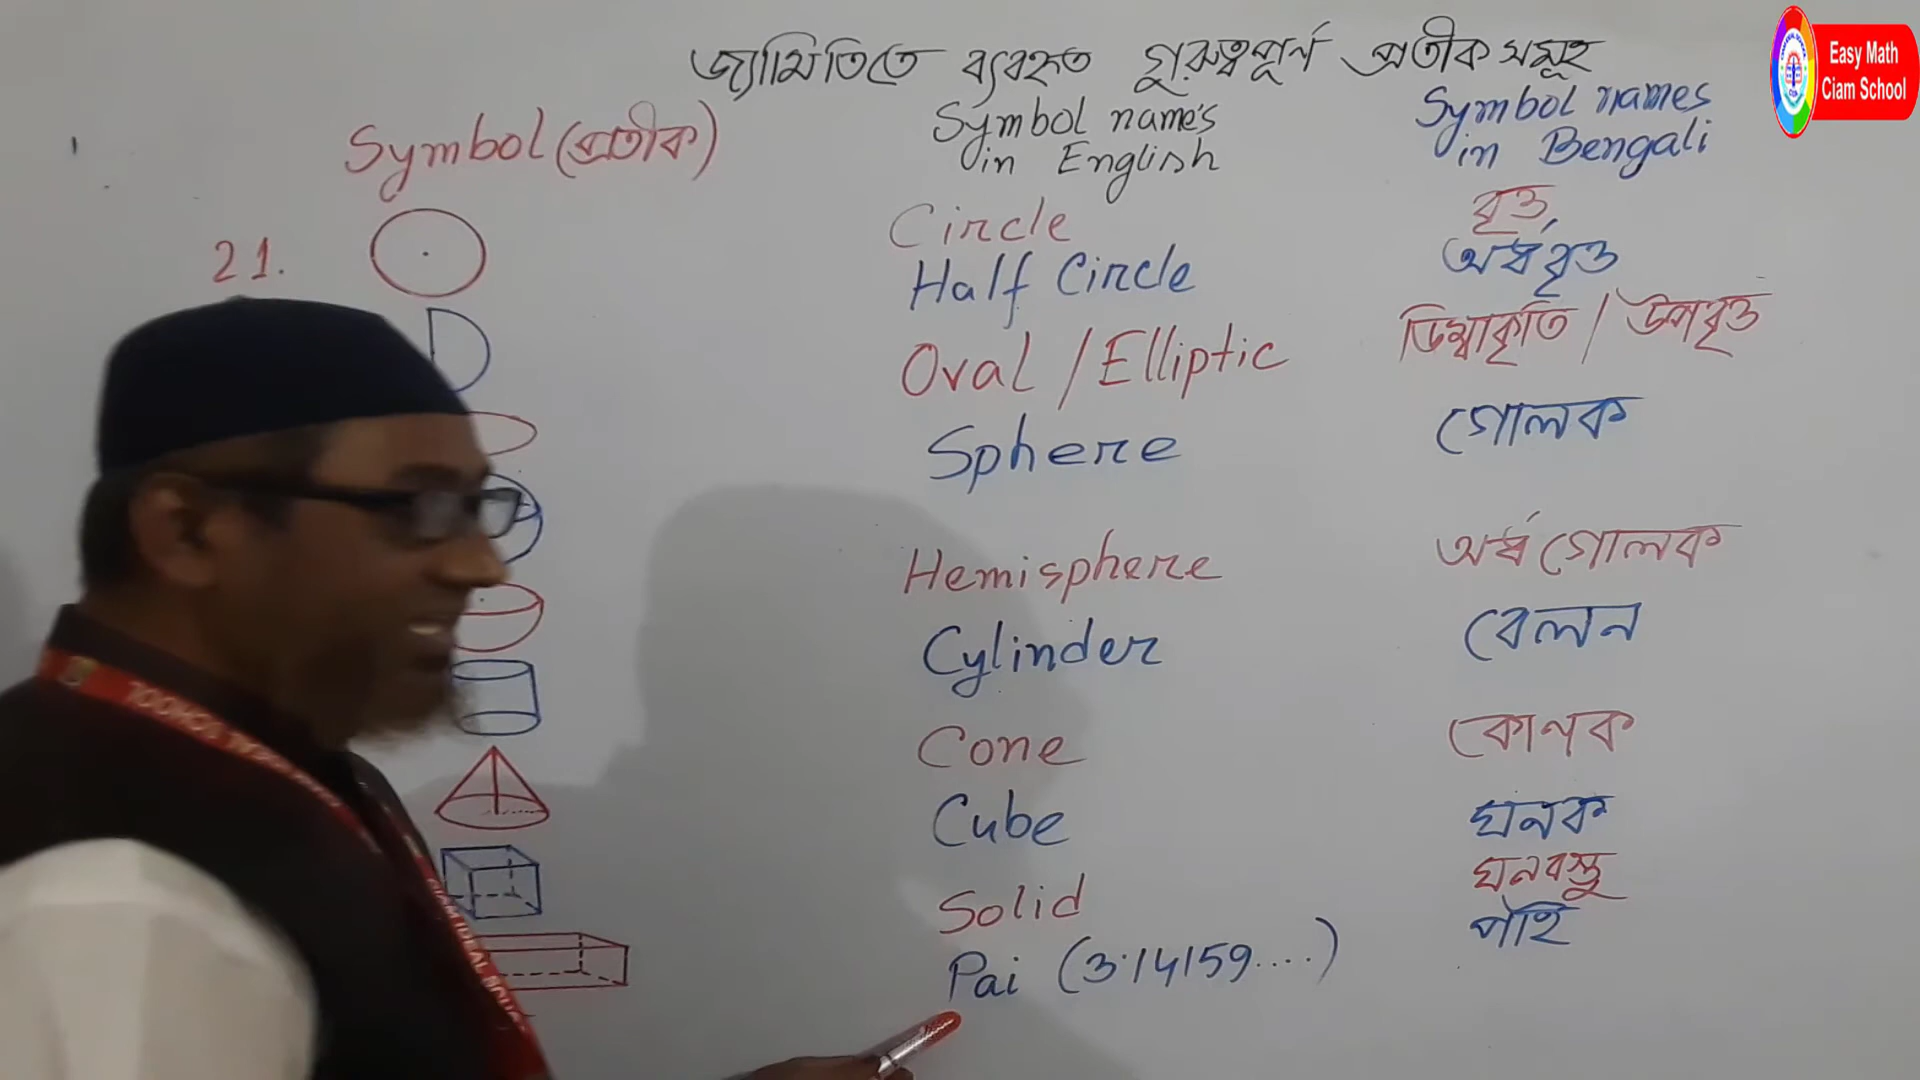 জ্যামিতিতে ব্যবহৃত গুরুত্বপূর্ন প্রতীক সমূহ
Easy Math
Ciam School
Symbol (প্রতীক)
Symbol name's
in English
Symbol names
in Bengali
21.
Circle
বৃত্ত
Half Circle
অর্ধবৃত্ত
Oval / Elliptic
ডিম্বাকৃতি / উপবৃত্ত
Sphere
গোলক
Hemisphere
অর্ধগোলক
Cylinder
বেলন
Cone
কোণক
Cube
ঘনক
Solid
ঘনবস্তু
Pai (3.14159....)
পাই